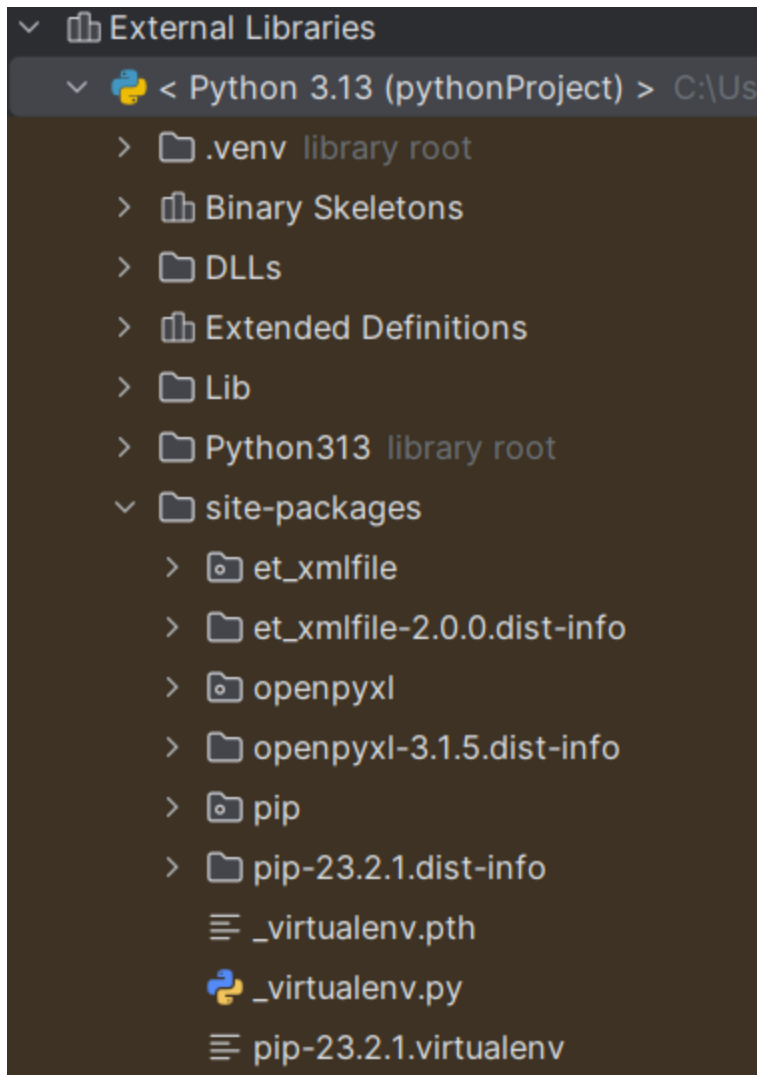 External Libraries
< Python 3.13 (pythonProject) > C:\Us
.venv library root
Binary Skeletons
DLLs
Extended Definitions
Lib
Python313 library root
site-packages
et_xmlfile
et_xmlfile-2.0.0.dist-info
openpyxl
openpyxl-3.1.5.dist-info
pip
pip-23.2.1.dist-info
_virtualenv.pth
_virtualenv.py
pip-23.2.1.virtualenv